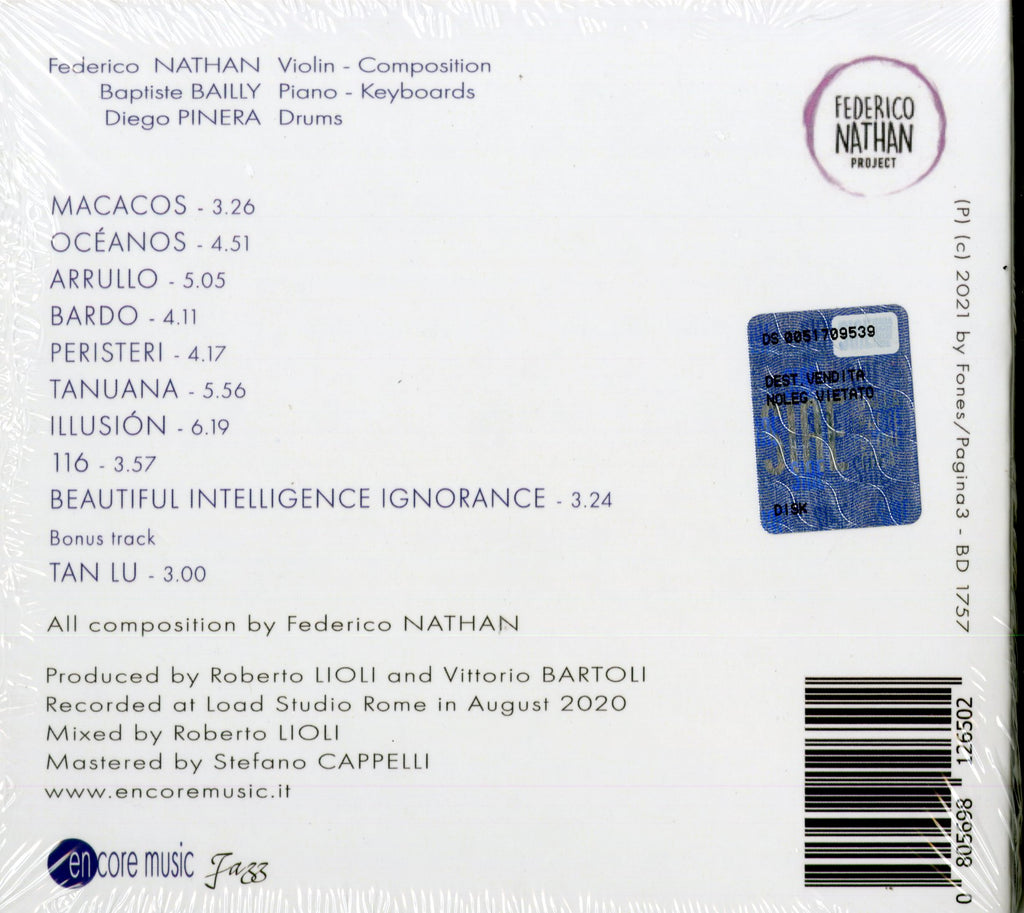 Federico NATHAN Violin - Composition
Baptiste BAILLY Piano - Keyboards
Diego PINERA Drums
FEDERICO
NATHAN
PROJECT
MACACOS - 3.26
OCÉANOS - 4.51
ARRULLO - 5.05
BARDO - 4.11
PERISTERI - 4.17
TANUANA - 5.56
ILLUSIÓN - 6.19
116 - 3.57
BEAUTIFUL INTELLIGENCE IGNORANCE - 3.24
Bonus track
TAN LU - 3.00
DS 0051709539
DEST.VENDITA
NOLEG.VIETATO
SIAE
DISK
(P) (c) 2021 by Fones/Pagina3 - BD 1757
All composition by Federico NATHAN
Produced by Roberto LIOLI and Vittorio BARTOLI
Recorded at Load Studio Rome in August 2020
Mixed by Roberto LIOLI
Mastered by Stefano CAPPELLI
www.encoremusic.it
encore music Jazz
0 805698 126502